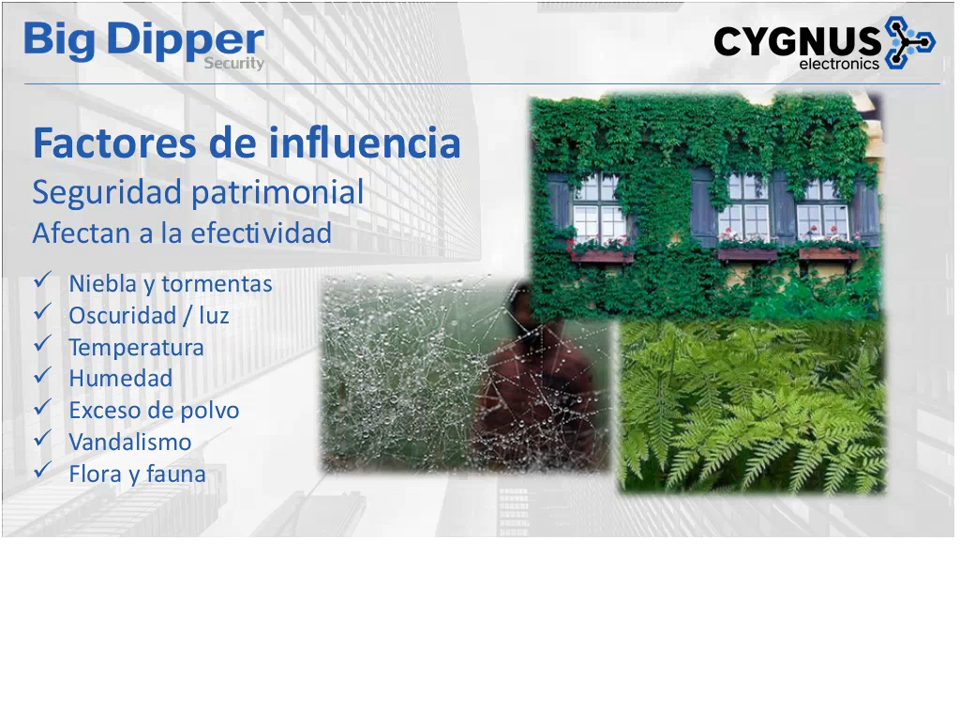 Big Dipper
Security
CYGNUS
electronics
Factores de influencia
Seguridad patrimonial
Afectan a la efectividad
✓ Niebla y tormentas
✓ Oscuridad / luz
✓ Temperatura
✓ Humedad
✓ Exceso de polvo
✓ Vandalismo
✓ Flora y fauna